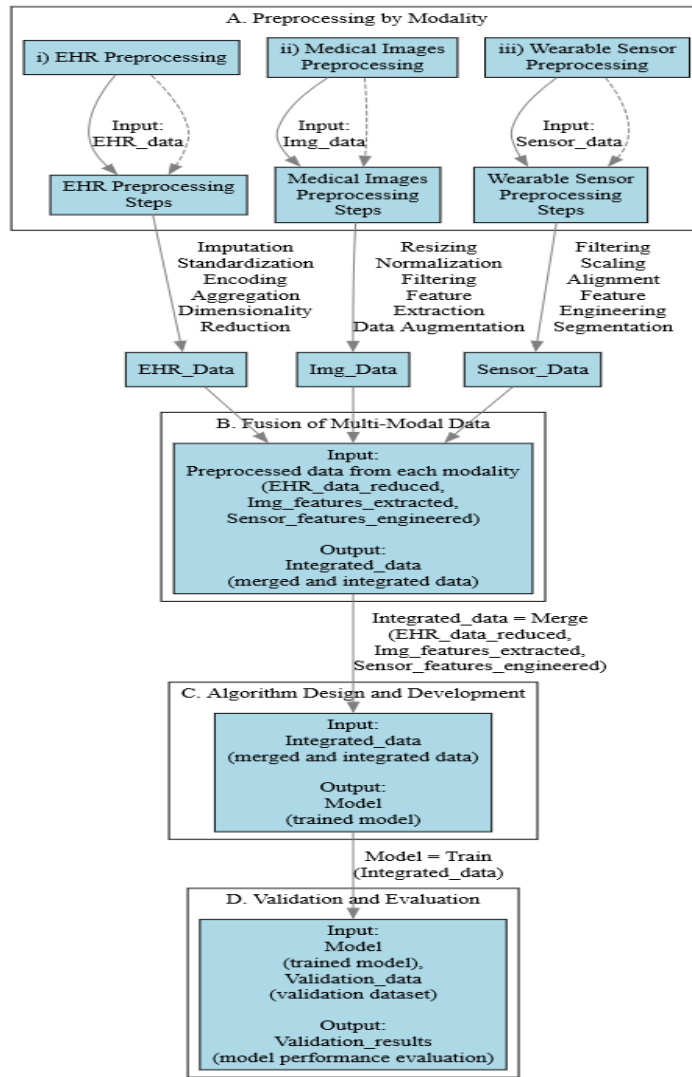 A. Preprocessing by Modality
i) EHR Preprocessing
ii) Medical Images
Preprocessing
iii) Wearable Sensor
Preprocessing
Input:
EHR_data
Input:
Img_data
Input:
Sensor_data
EHR Preprocessing
Steps
Medical Images
Preprocessing
Steps
Wearable Sensor
Preprocessing
Steps
Imputation
Standardization
Encoding
Aggregation
Dimensionality
Reduction
Resizing
Normalization
Filtering
Feature
Extraction
Data Augmentation
Filtering
Scaling
Alignment
Feature
Engineering
Segmentation
EHR_Data
Img_Data
Sensor_Data
B. Fusion of Multi-Modal Data
Input:
Preprocessed data from each modality
(EHR_data_reduced,
Img_features_extracted,
Sensor_features_engineered)
Output:
Integrated_data
(merged and integrated data)
Integrated_data = Merge
(EHR_data_reduced,
Img_features_extracted,
Sensor_features_engineered)
C. Algorithm Design and Development
Input:
Integrated_data
(merged and integrated data)
Output:
Model
(trained model)
Model = Train
(Integrated_data)
D. Validation and Evaluation
Input:
Model
(trained model),
Validation_data
(validation dataset)
Output:
Validation_results
(model performance evaluation)